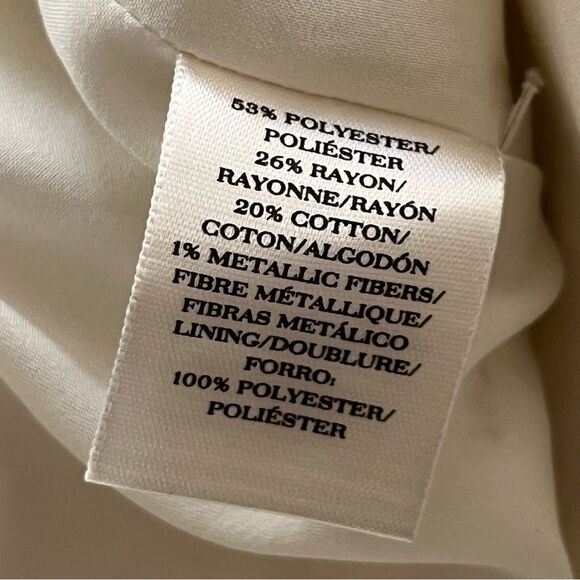 53% POLYESTER/
POLIÉSTER
26% RAYON/
RAYONNE/RAYÓN
20% COTTON/
COTON/ALGODÓN
1% METALLIC FIBERS/
FIBRE MÉTALLIQUE/
FIBRAS METÁLICO
LINING/DOUBLURE/
FORRO:
100% POLYESTER/
POLIÉSTER